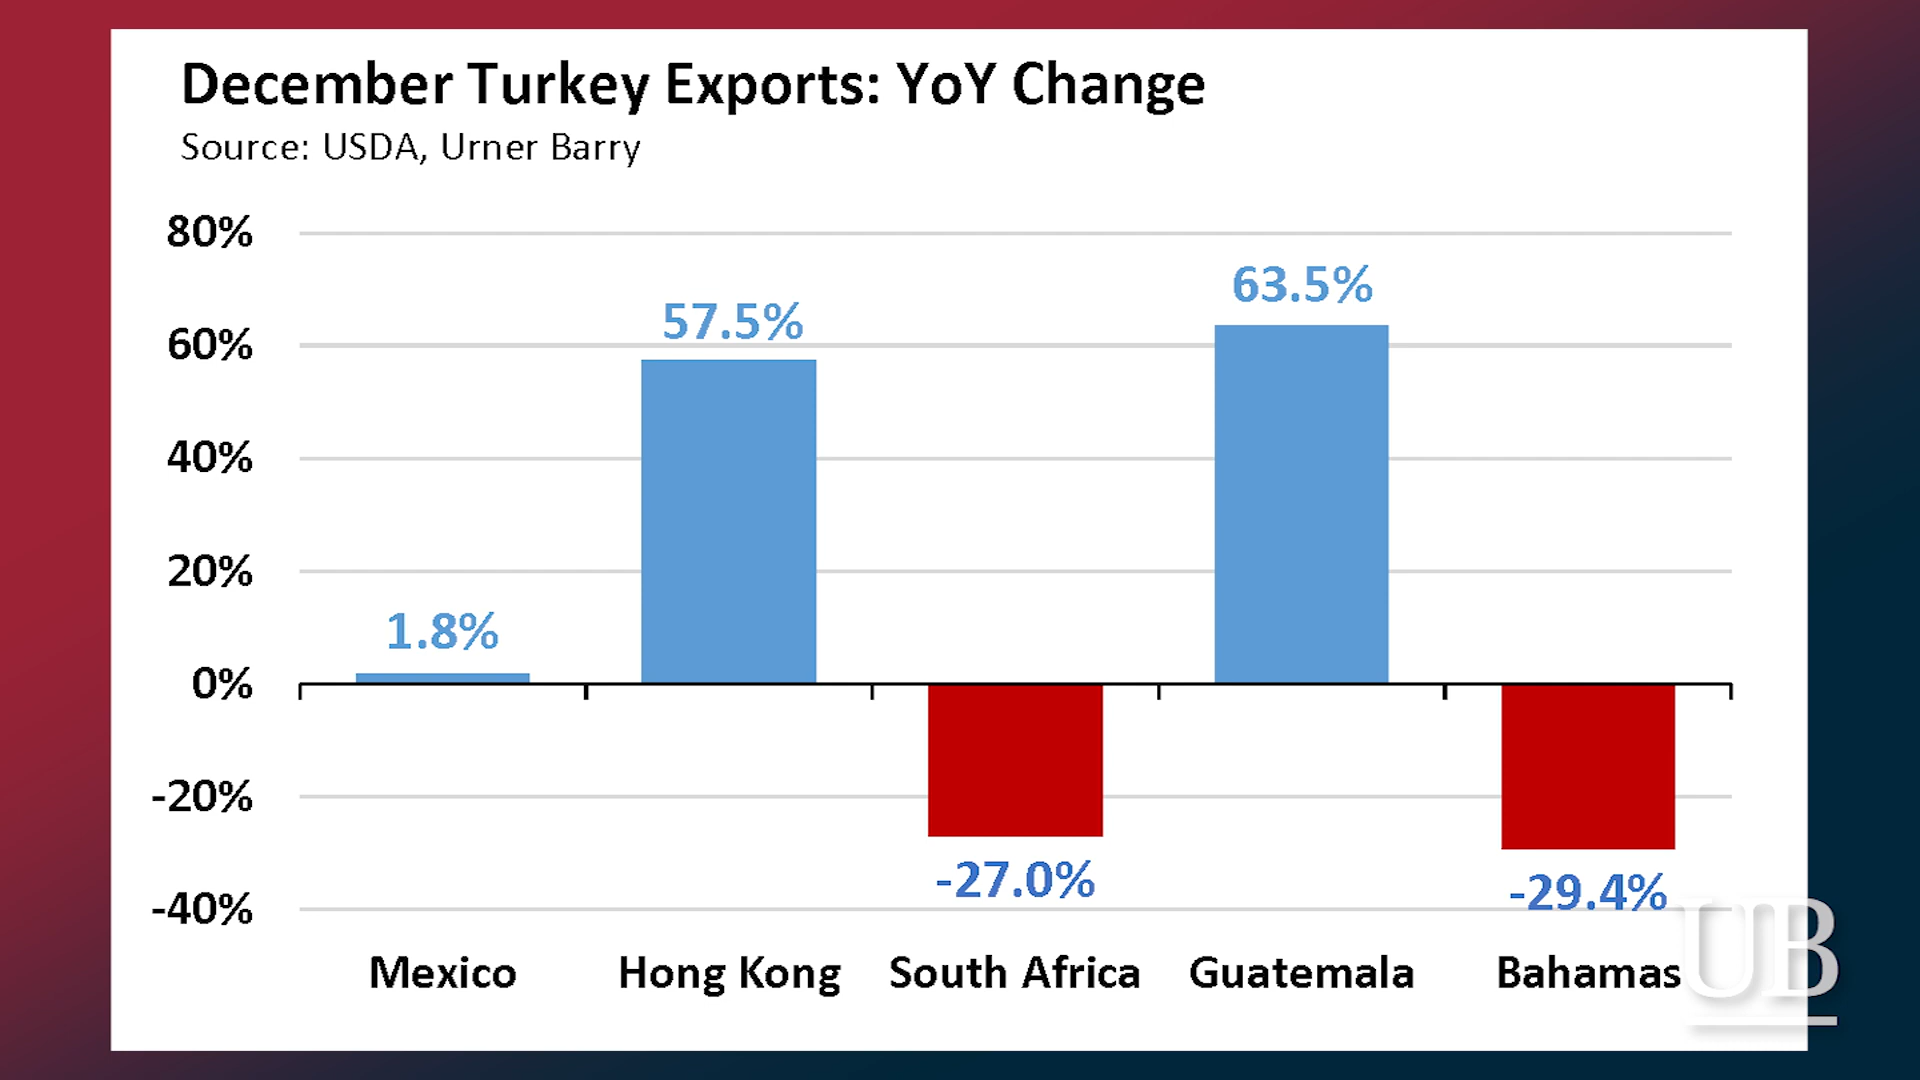 December Turkey Exports: YoY Change
Source: USDA, Urner Barry
80%
60%
40%
20%
0%
-20%
-40%
1.8%
57.5%
-27.0%
63.5%
-29.4%
Mexico
Hong Kong
South Africa
Guatemala
Bahamas
UB